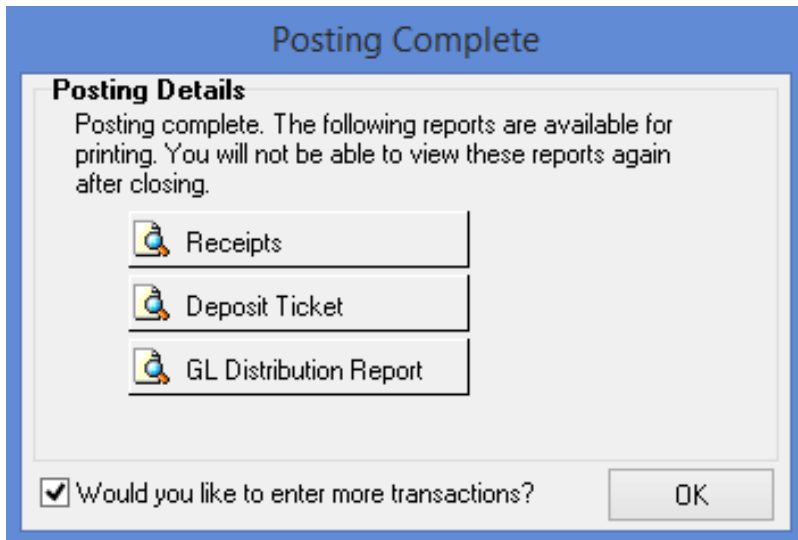 Posting Complete
Posting Details
Posting complete. The following reports are available for
printing. You will not be able to view these reports again
after closing.
Receipts
Deposit Ticket
GL Distribution Report
Would you like to enter more transactions?
OK